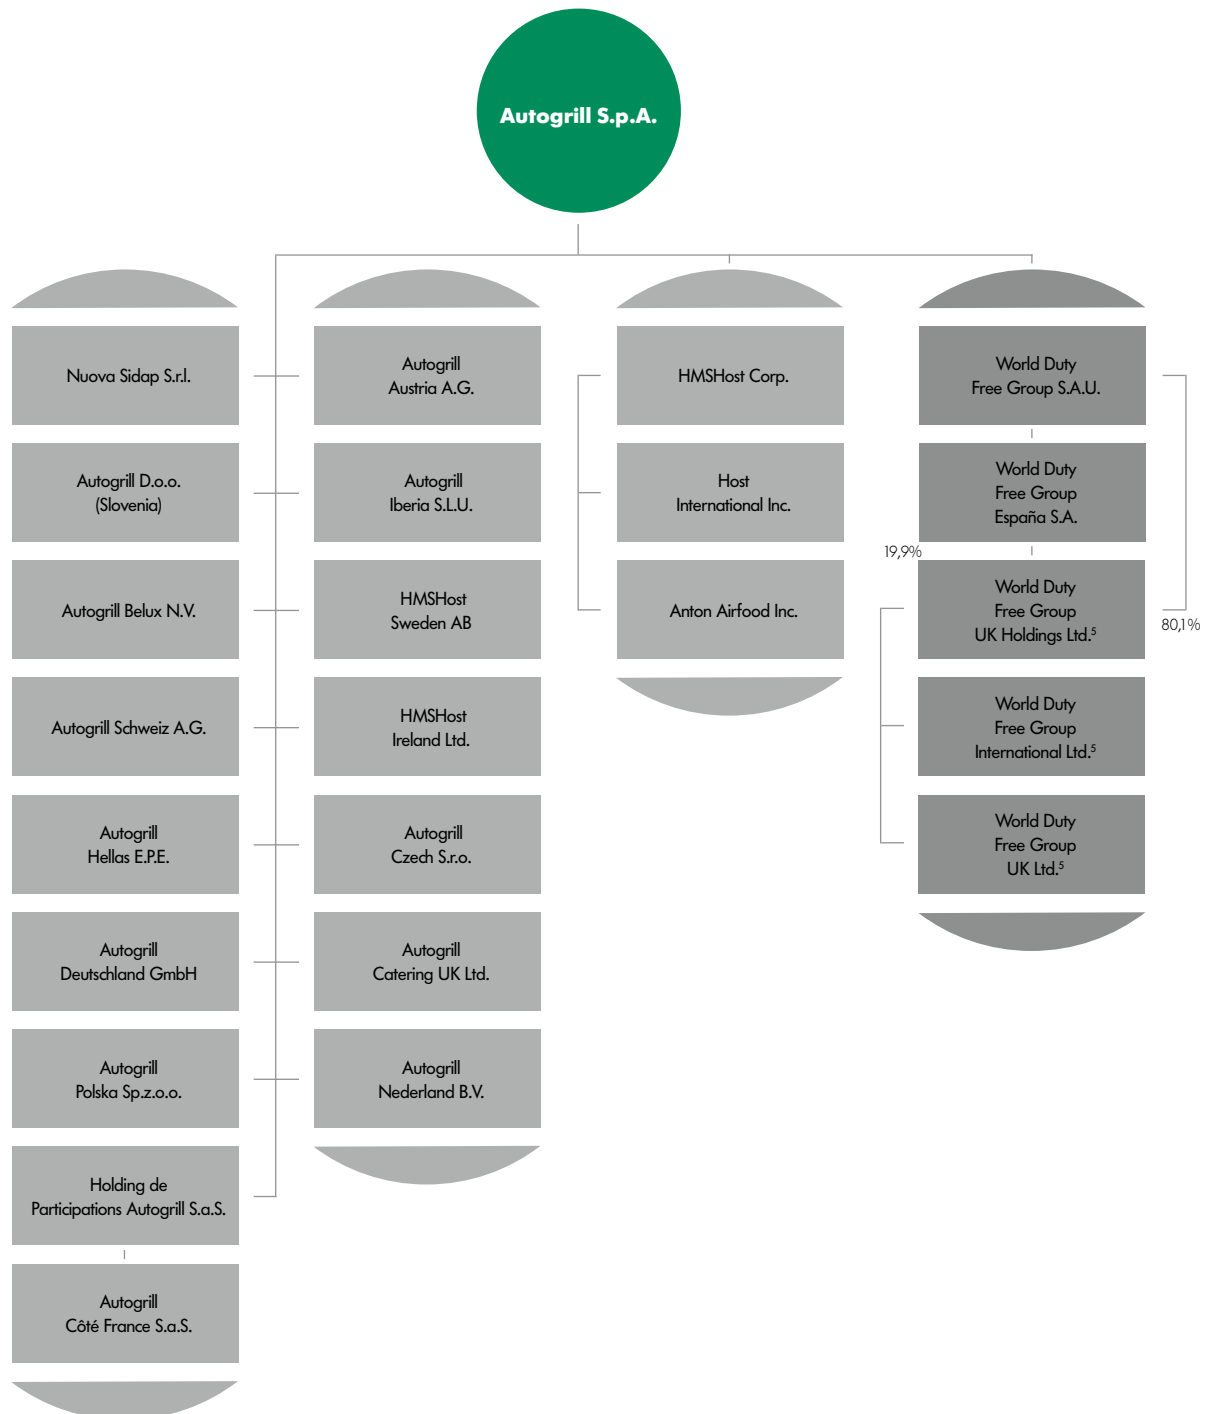 Autogrill S.p.A.
Nuova Sidap S.r.l.
Autogrill D.o.o.
(Slovenia)
Autogrill Belux N.V.
Autogrill Schweiz A.G.
Autogrill
Hellas E.P.E.
Autogrill
Deutschland GmbH
Autogrill
Polska Sp.z.o.o.
Holding de
Participations Autogrill S.a.S.
Autogrill
Côté France S.a.S.
Autogrill
Austria A.G.
Autogrill
Iberia S.L.U.
HMSHost
Sweden AB
HMSHost
Ireland Ltd.
Autogrill
Czech S.r.o.
Autogrill
Catering UK Ltd.
Autogrill
Nederland B.V.
HMSHost Corp.
Host
International Inc.
Anton Airfood Inc.
World Duty
Free Group S.A.U.
World Duty
Free Group
España S.A.
19,9%
World Duty
Free Group
UK Holdings Ltd.⁵
80,1%
World Duty
Free Group
International Ltd.⁵
World Duty
Free Group
UK Ltd.⁵